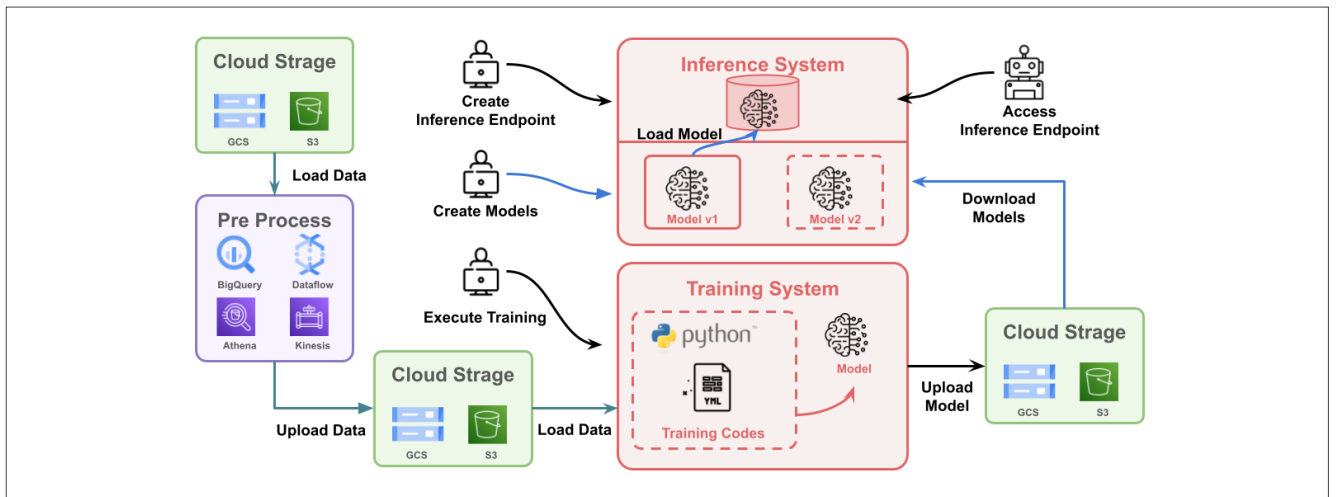 Cloud Strage
GCS
S3
Load Data
Pre Process
BigQuery
Dataflow
Athena
Kinesis
Upload Data
Cloud Strage
GCS
S3
Load Data
Create
Inference Endpoint
Create Models
Execute Training
Inference System
Load Model
Model v1
Model v2
Training System
python™
YML
Training Codes
Model
Access
Inference Endpoint
Download
Models
Upload
Model
Cloud Strage
GCS
S3